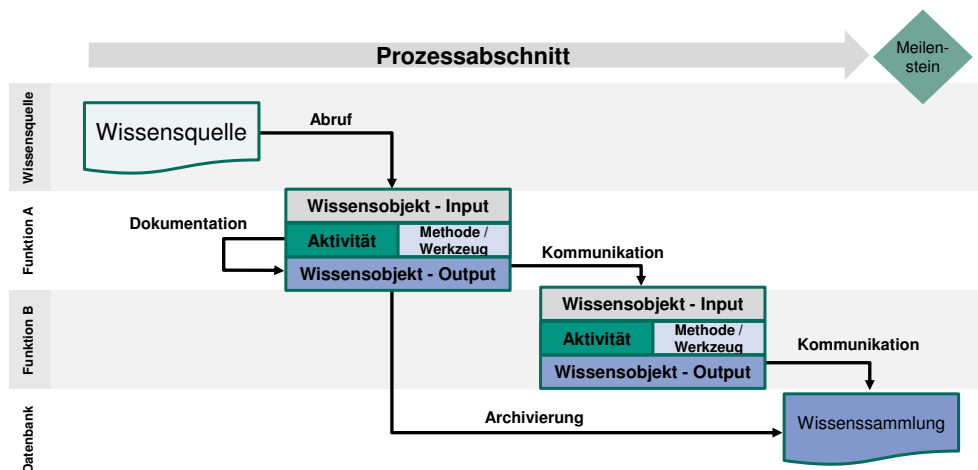 Prozessabschnitt
Meilen-
stein
Wissensquelle
Wissensquelle
Abruf
Funktion A
Dokumentation
Wissensobjekt - Input
Aktivität
Methode /
Werkzeug
Wissensobjekt - Output
Kommunikation
Funktion B
Wissensobjekt - Input
Aktivität
Methode /
Werkzeug
Wissensobjekt - Output
Kommunikation
Datenbank
Archivierung
Wissenssammlung